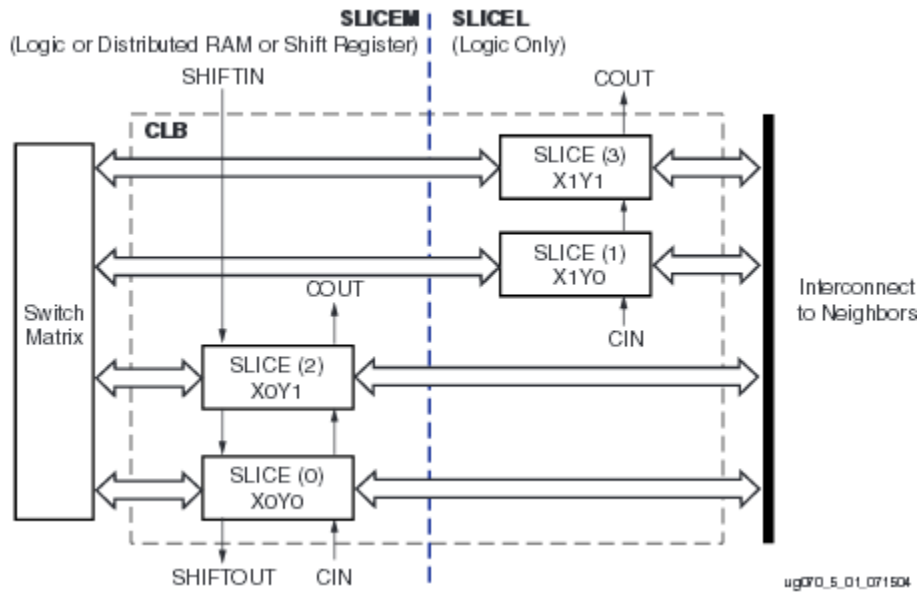 SLICEM
(Logic or Distributed RAM or Shift Register)
SLICEL
(Logic Only)
SHIFTIN
COUT
CLB
SLICE (3)
X1Y1
SLICE (1)
X1Y0
COUT
CIN
Switch
Matrix
Interconnect
to Neighbors
SLICE (2)
X0Y1
SLICE (0)
X0Y0
SHIFTOUT
CIN
ug070_5_01_071504